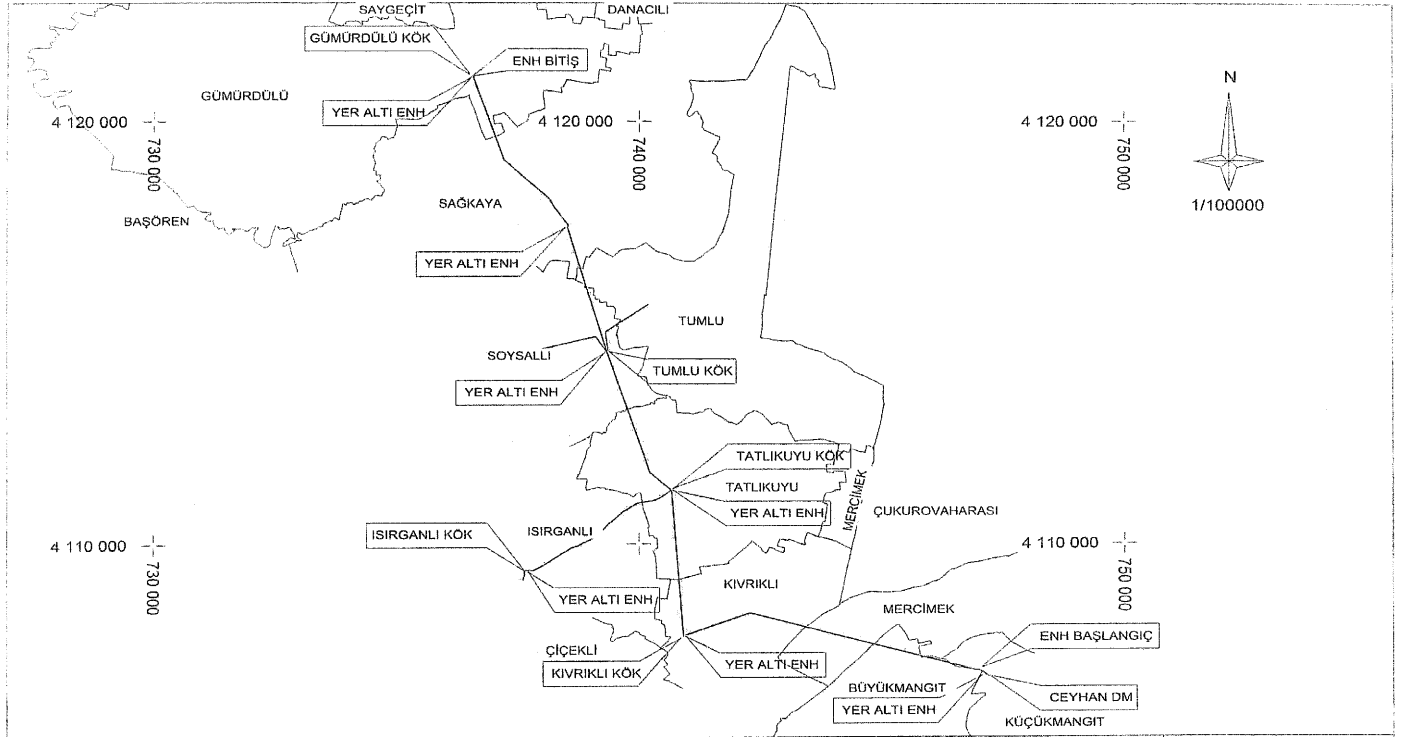 SAYGEÇİT
DANACILI
GÜMÜRDÜLÜ KÖK
ENH BİTİŞ
GÜMÜRDÜLÜ
YER ALTI ENH
4 120 000
730 000
4 120 000
740 000
4 120 000
750 000
N
1/100000
SAĞKAYA
BAŞÖREN
YER ALTI ENH
TUMLU
SOYSALLI
TUMLU KÖK
YER ALTI ENH
TATLIKUYU KÖK
TATLIKUYU
YER ALTI ENH
MERCİMEK
ÇUKUROVAHARASI
ISIRGANLI KÖK
ISIRGANLI
4 110 000
730 000
4 110 000
750 000
YER ALTI ENH
KIVRIKLI
MERCİMEK
ENH BAŞLANGIÇ
ÇİÇEKLİ
YER ALTI ENH
KIVRIKLI KÖK
BÜYÜKMANGIT
CEYHAN DM
YER ALTI ENH
KÜÇÜKMANGIT